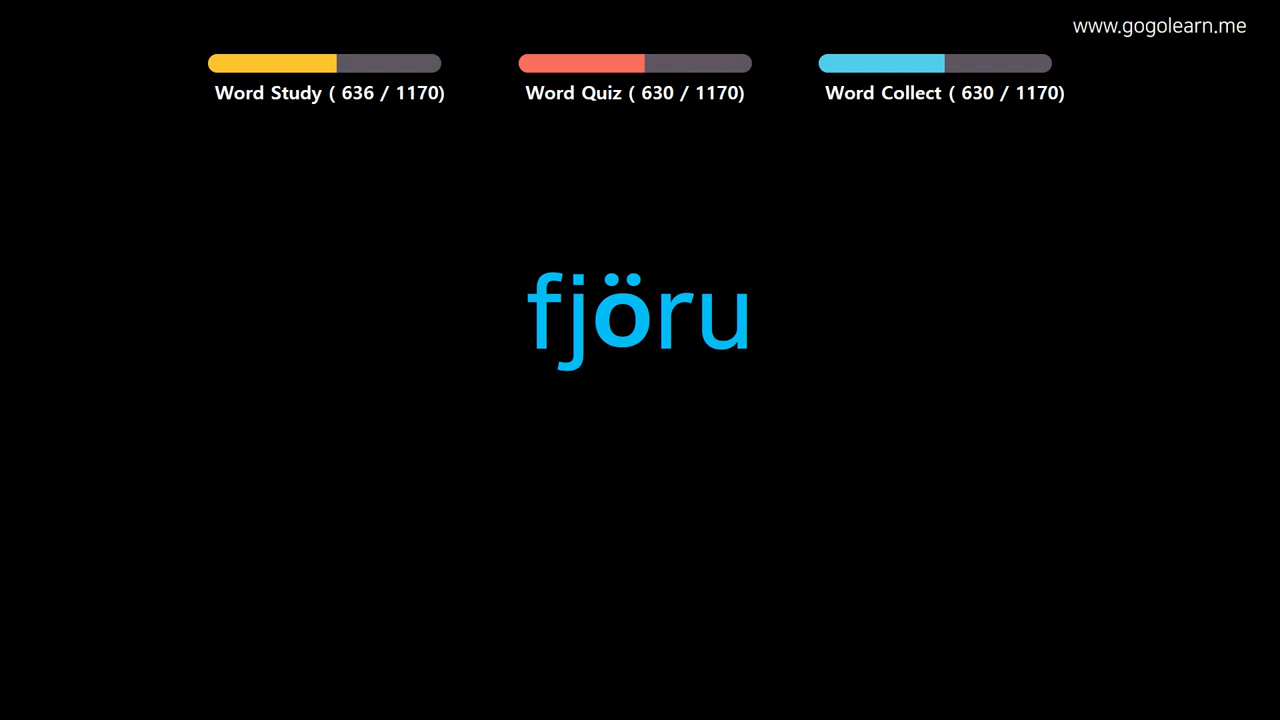 www.gogolearn.me
Word Study ( 636 / 1170)
Word Quiz ( 630 / 1170)
Word Collect ( 630 / 1170)
fjöru